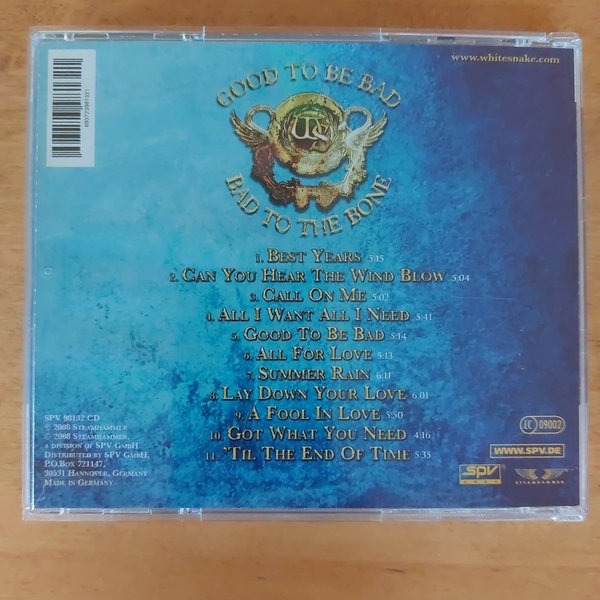 www.whitesnake.com
GOOD TO BE BAD
WS
BAD TO THE BONE
1. BEST YEARS 5:15
2. CAN YOU HEAR THE WIND BLOW 5:04
3. CALL ON ME 5:02
4. ALL I WANT ALL I NEED 5:41
5. GOOD TO BE BAD 5:14
6. ALL FOR LOVE 5:13
7. SUMMER RAIN 6:11
8. LAY DOWN YOUR LOVE 6:01
9. A FOOL IN LOVE 5:50
10. GOT WHAT YOU NEED 4:16
11. 'TIL THE END OF TIME 5:35
SPV 98132 CD
℗ 2008 STEAMHAMMER
© 2008 STEAMHAMMER,
A DIVISION OF SPV GMBH
DISTRIBUTED BY SPV GMBH,
P.O.BOX 721147,
30531 HANNOVER, GERMANY
MADE IN GERMANY
LC 09002
WWW.SPV.DE
SPV
STEAMHAMMER